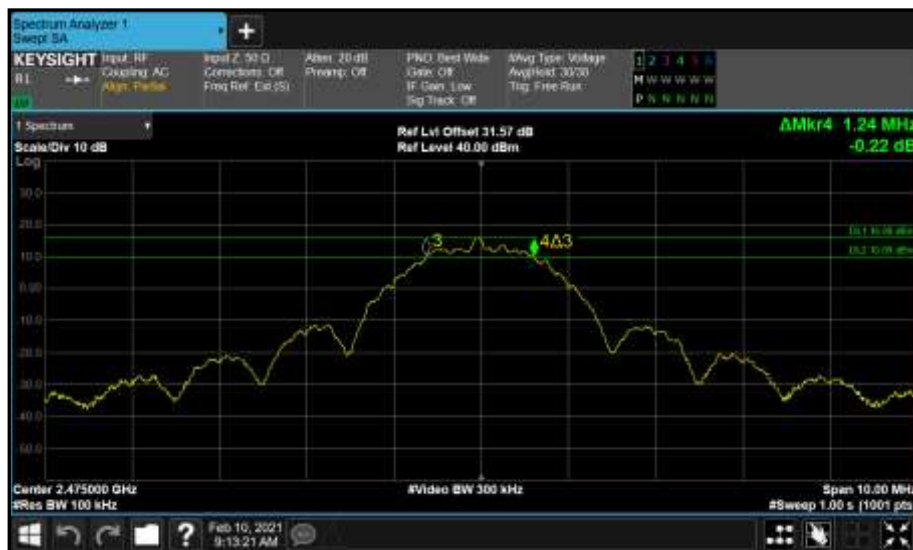 Spectrum Analyzer 1
Swept SA
KEYSIGHT
R1
Input: RF
Coupling: AC
Align: Partial
Input Z: 50 Ω
Corrections: Off
Freq Ref: Ext (S)
Atten: 20 dB
Preamp: Off
PNO: Best Wide
Gate: Off
IF Gain: Low
Sig Track: Off
#Avg Type: Voltage
Avg|Hold: 30/30
Trig: Free Run
1 2 3 4 5 6
M W W W W W
P N N N N N
1 Spectrum
Scale/Div 10 dB
Log
Ref Lvl Offset 31.57 dB
Ref Level 40.00 dBm
ΔMkr4 1.24 MHz
-0.22 dB
30.0
20.0
10.0
0.00
-10.0
-20.0
-30.0
-40.0
-50.0
3
4Δ3
Center 2.475000 GHz
#Res BW 100 kHz
#Video BW 300 kHz
Span 10.00 MHz
#Sweep 1.00 s (1001 pts)
Feb 10, 2021
9:13:21 AM